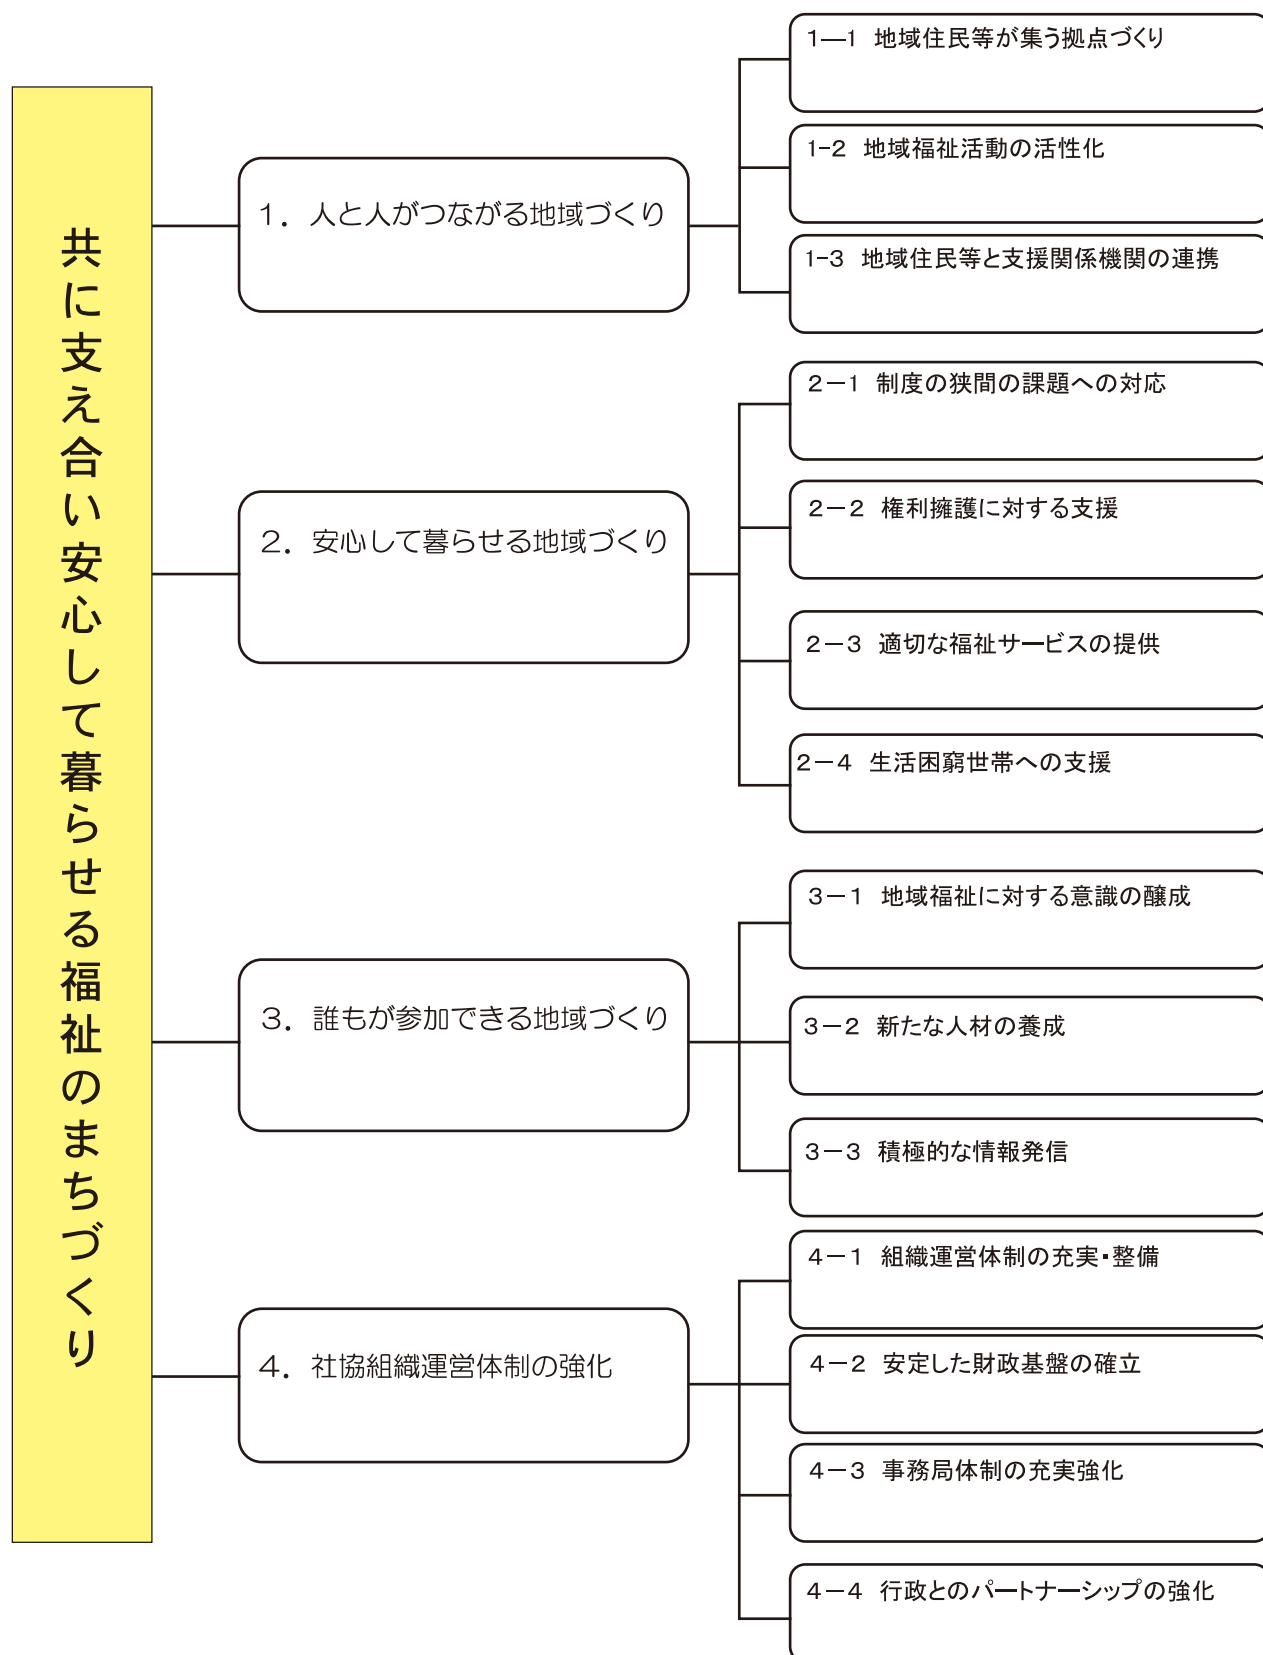 共に支え合い安心して暮らせる福祉のまちづくり
1．人と人がつながる地域づくり
1―1 地域住民等が集う拠点づくり
1-2 地域福祉活動の活性化
1-3 地域住民等と支援関係機関の連携
2．安心して暮らせる地域づくり
2－1 制度の狭間の課題への対応
2－2 権利擁護に対する支援
2－3 適切な福祉サービスの提供
2－4 生活困窮世帯への支援
3．誰もが参加できる地域づくり
3－1 地域福祉に対する意識の醸成
3－2 新たな人材の養成
3－3 積極的な情報発信
4．社協組織運営体制の強化
4－1 組織運営体制の充実・整備
4－2 安定した財政基盤の確立
4－3 事務局体制の充実強化
4－4 行政とのパートナーシップの強化